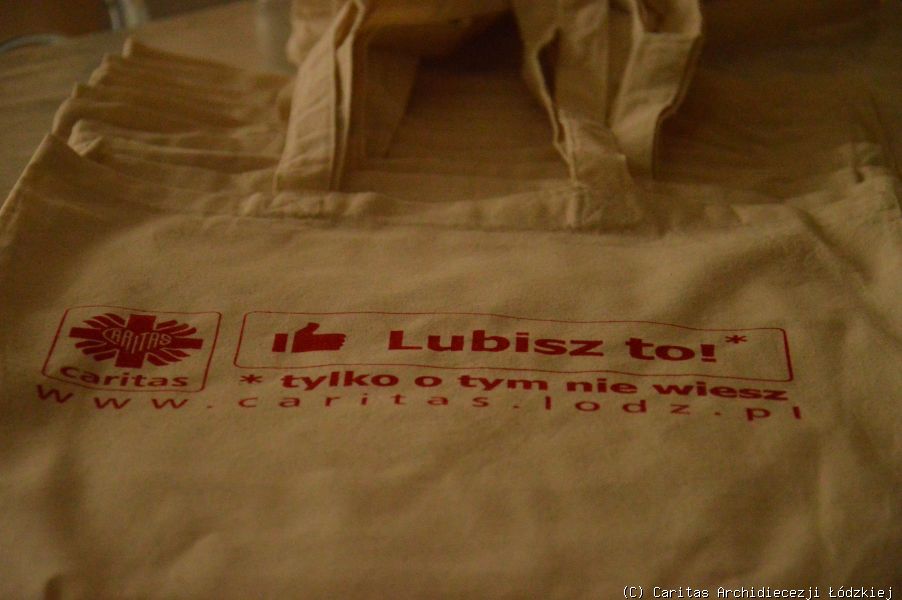 CARITAS
caritas
Lubisz to!*
* tylko o tym nie wiesz
www.caritas.lodz.pl
(C) Caritas Archidiecezji Łódzkiej